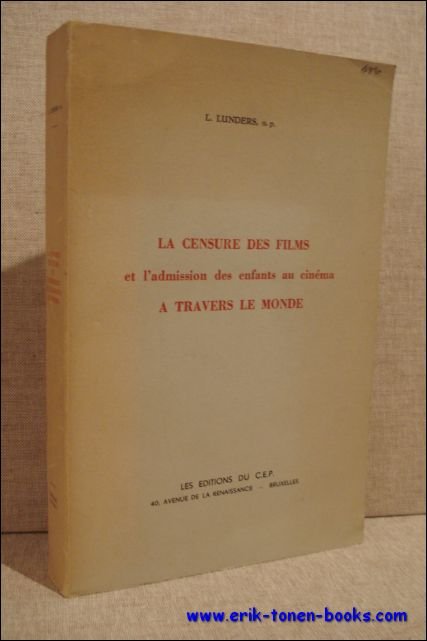 L. LUNDERS, o. p.
LA CENSURE DES FILMS
et l'admission des enfants au cinéma
A TRAVERS LE MONDE
LES EDITIONS DU C.E.P.
40, AVENUE DE LA RENAISSANCE — BRUXELLES
www.erik-tonen-books.com